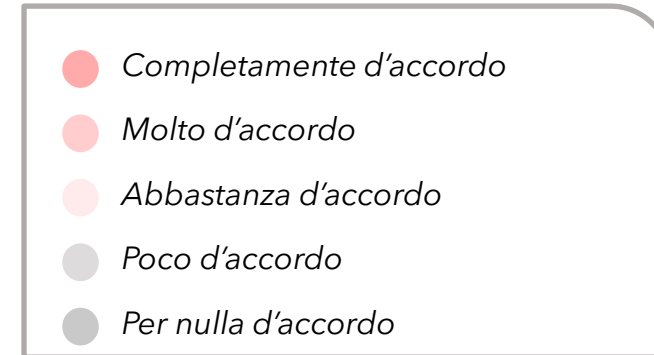 Completamente d’accordo
Molto d’accordo
Abbastanza d’accordo
Poco d’accordo
Per nulla d’accordo